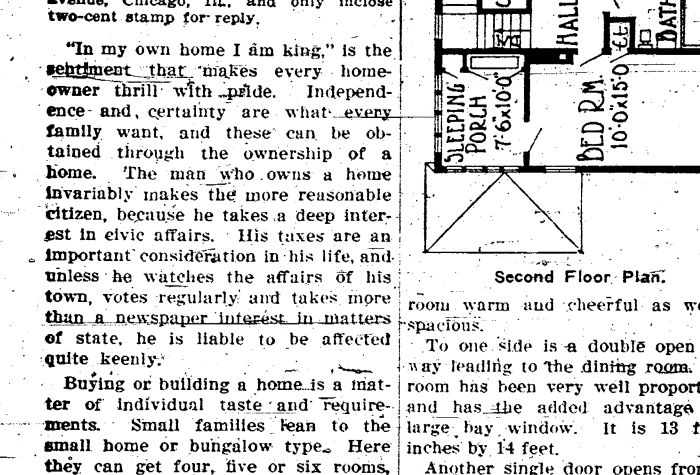 avenue, Chicago, Ill., and only inclose
two-cent stamp for reply.
"In my own home I am king," is the
sentiment that makes every home-
owner thrill with pride. Independ-
ence and certainty are what every
family want, and these can be ob-
tained through the ownership of a
home. The man who owns a home
invariably makes the more reasonable
citizen, because he takes a deep inter-
est in civic affairs. His taxes are an
important consideration in his life, and
unless he watches the affairs of his
town, votes regularly and takes more
than a newspaper interest in matters
of state, he is liable to be affected
quite keenly.
Buying or building a home is a mat-
ter of individual taste and require-
ments. Small families lean to the
small home or bungalow type. Here
they can get four, five or six rooms,
HALL
CL
BATH
SLEEPING
PORCH
7'6"X10'0"
BED RM.
10'0"X15'0
Second Floor Plan.
room warm and cheerful as we
spacious.
To one side is a double open
way leading to the dining room.
room has been very well proport
and has the added advantage
large bay window. It is 13 f
inches by 14 feet.
Another single door opens from